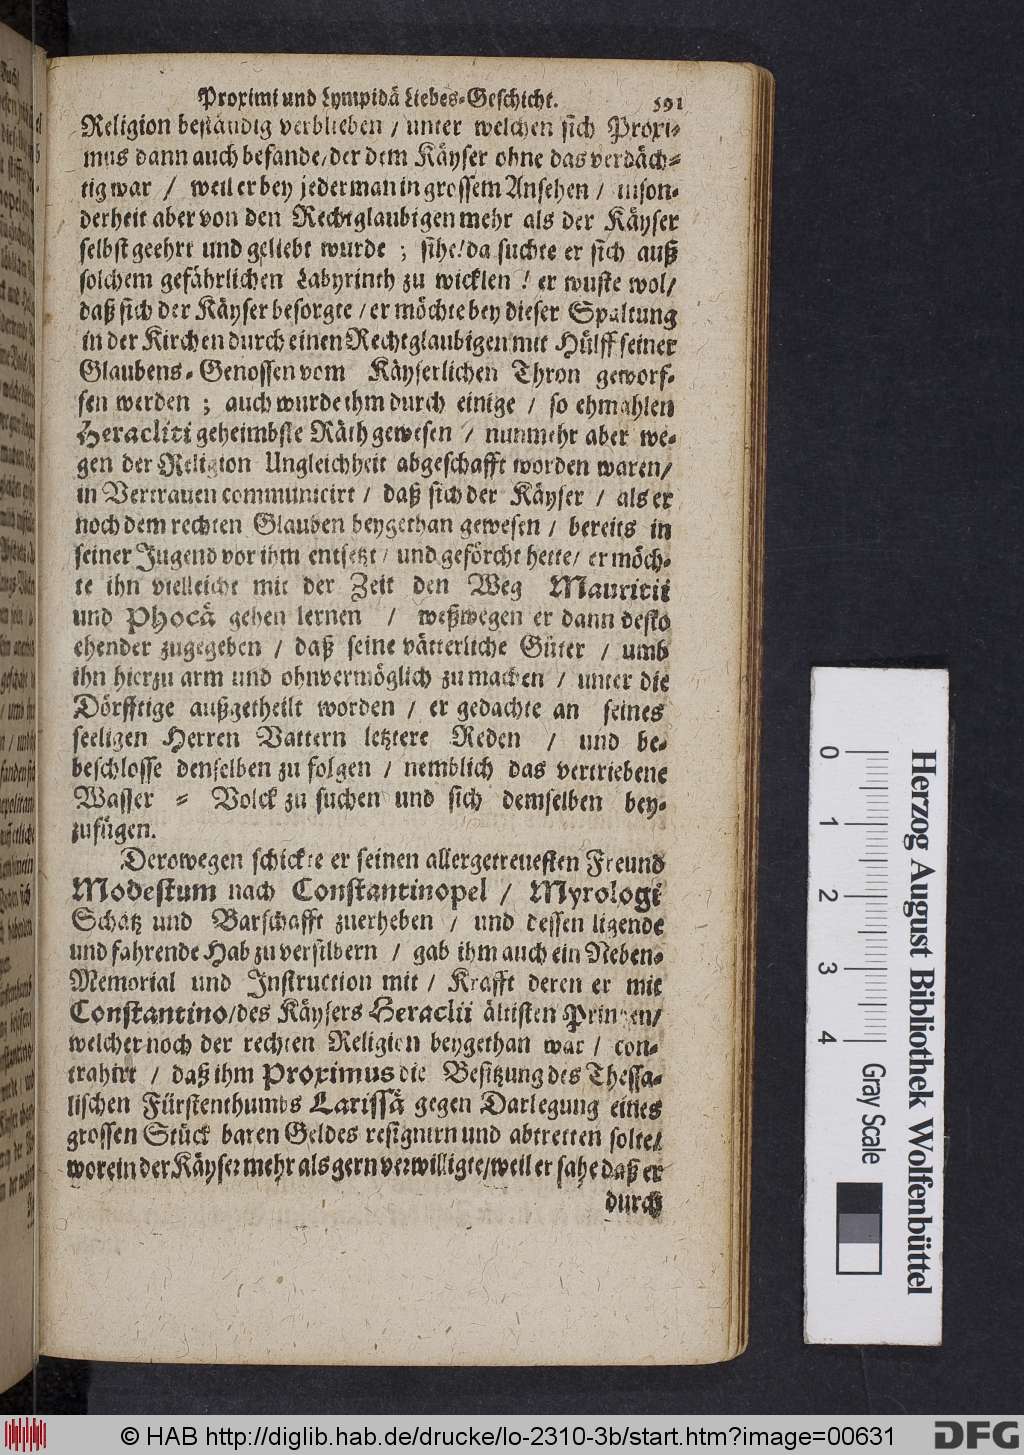 Proximi und Lympidä Liebes-Geschicht. 591
Religion beständig verblieben / unter welchen sich Proxi-
mus dann auch befande / der dem Käyser ohne das verdäch-
tig war / weil er bey jederman in grossem Ansehen / inson-
derheit aber von den Rechtglaubigen mehr als der Käyser
selbst geehrt und geliebt wurde ; sihe! da suchte er sich auß
solchem gefährlichen Labyrinth zu wicklen ! er wuste wol /
daß sich der Käyser besorgte / er möchte bey dieser Spaltung
in der Kirchen durch einen Rechtglaubigen mit Hülff seiner
Glaubens-Genossen vom Käyserlichen Thron geworf-
fen werden ; auch wurde ihm durch einige / so ehmahlen
Heracliti geheimbste Räth gewesen / nunmehr aber we-
gen der Religion Ungleichheit abgeschafft worden waren /
in Vertrauen communicirt / daß sich der Käyser / als er
noch dem rechten Glauben beygethan gewesen / bereits in
seiner Jugend vor ihm entsetzt / und geförcht hette / er möch-
te ihn vielleicht mit der Zeit den Weg Mauritii
und Phocä gehen lernen / weßwegen er dann desto
ehender zugegeben / daß seine vätterliche Güter / umb
ihn hierzu arm und ohnvermöglich zu machen / unter die
Dörfftige außgetheilt worden / er gedachte an seines
seeligen Herren Vattern letztere Reden / und be-
beschlosse denselben zu folgen / nemblich das vertriebene
Wasser-Volck zu suchen und sich demselben bey-
zufügen.
Derowegen schickte er seinen allergetreuesten Freund
Modestum nach Constantinopel / Myrologi
Schatz und Barschafft zuerheben / und dessen ligende
und fahrende Hab zu versilbern / gab ihm auch ein Neben-
Memorial und Instruction mit / Krafft deren er mit
Constantino / des Käysers Heraclii ältisten Printzen /
welcher noch der rechten Religion beygethan war / con-
trahirt / daß ihm Proximus die Besitzung des Thessa-
lischen Fürstenthumbs Larissä gegen Darlegung eines
grossen Stück baren Geldes resignirn und abtretten solte /
worein der Käyser mehr als gern verwilligte / weil er sahe daß er
durch
Herzog August Bibliothek Wolfenbüttel
0 1 2 3 4
Gray Scale
© HAB http://diglib.hab.de/drucke/lo-2310-3b/start.htm?image=00631
DFG